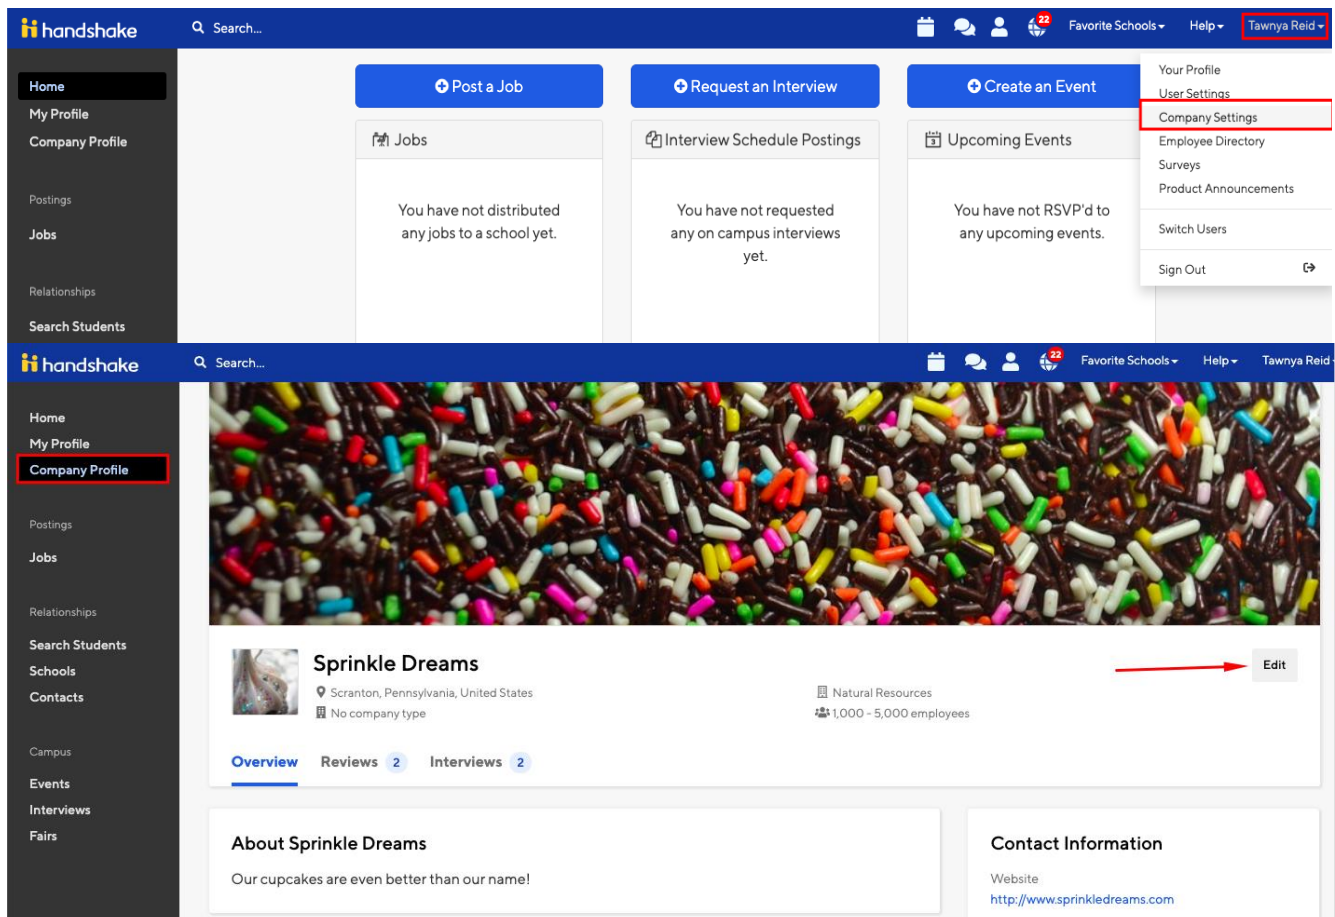 handshake
Search...
22
Favorite Schools
Help
Tawnya Reid
Home
My Profile
Company Profile
Postings
Jobs
Relationships
Search Students
Post a Job
Request an Interview
Create an Event
Jobs
Interview Schedule Postings
3
Upcoming Events
You have not distributed
any jobs to a school yet.
You have not requested
any on campus interviews
yet.
You have not RSVP'd to
any upcoming events.
Your Profile
User Settings
Company Settings
Employee Directory
Surveys
Product Announcements
Switch Users
Sign Out
handshake
Search...
22
Favorite Schools
Help
Tawnya Reid
Home
My Profile
Company Profile
Postings
Jobs
Relationships
Search Students
Schools
Contacts
Campus
Events
Interviews
Fairs
Sprinkle Dreams
Edit
Scranton, Pennsylvania, United States
Natural Resources
No company type
1,000 - 5,000 employees
Overview
Reviews 2
Interviews 2
About Sprinkle Dreams
Our cupcakes are even better than our name!
Contact Information
Website
http://www.sprinkledreams.com